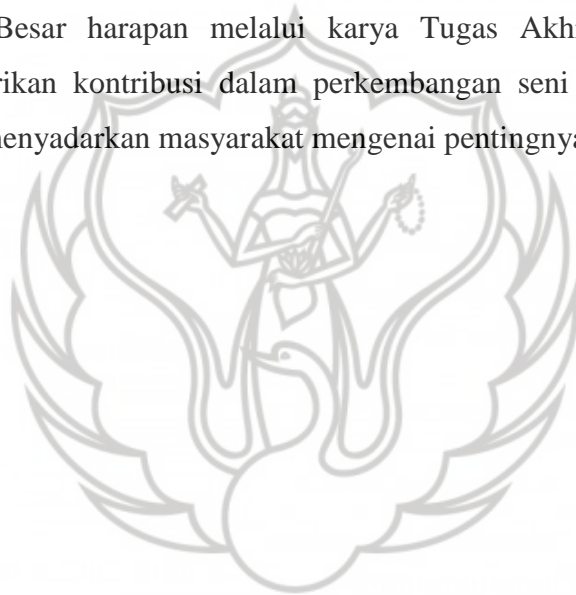 Besar harapan melalui karya Tugas Akh
rikan kontribusi dalam perkembangan seni
nenyadarkan masyarakat mengenai pentingnya